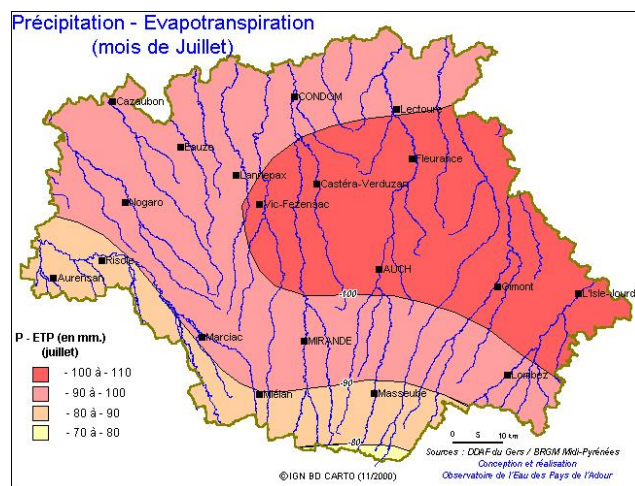 Précipitation - Evapotranspiration
(mois de Juillet)
Cazaubon
CONDOM
Lectoure
Eauze
Fleurance
Lannepax
Castéra-Verduzan
Nogaro
Vic-Fezensac
Riscle
Aurensan
AUCH
Gimont
L'Isle-Jourd
-100
P - ETP (en mm.)
(juillet)
Marciac
MIRANDE
- 100 à - 110
- 90 à - 100
- 80 à - 90
- 70 à - 80
-90
Lombez
Miélan
Masseube
-80
0 5 10 km
Sources : DDAF du Gers / BRGM Midi-Pyrénées
Conception et réalisation
©IGN BD CARTO (11/2000)
Observatoire de l'Eau des Pays de l'Adour